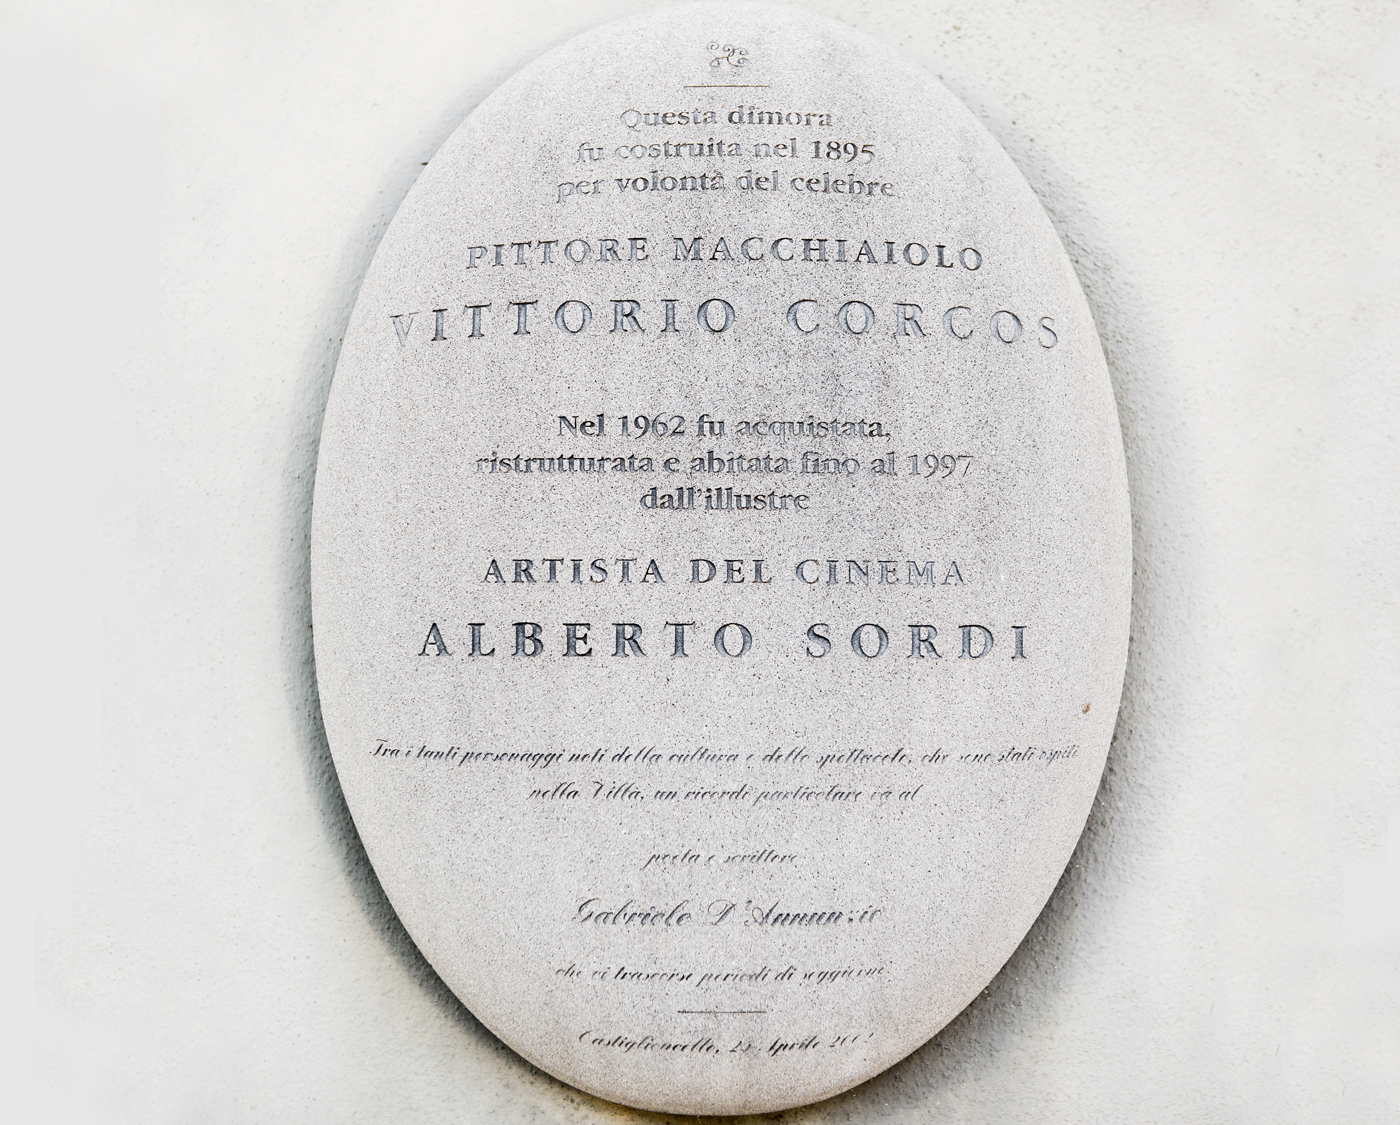 Questa dimora
fu costruita nel 1895
per volontà del celebre
PITTORE MACCHIAIOLO
VITTORIO CORCOS
Nel 1962 fu acquistata,
ristrutturata e abitata fino al 1997
dall'illustre
ARTISTA DEL CINEMA
ALBERTO SORDI
Tra i tanti personaggi noti della cultura e dello spettacolo, che sono stati ospiti
nella Villa, un ricordo particolare va al
poeta e scrittore
Gabriele D'Annunzio
che vi trascorse periodi di soggiorno
Castiglioncello, Aprile